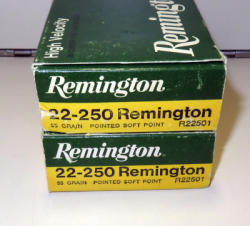 High Velocity
Remington
Remington
22-250 Remington
55 GRAIN POINTED SOFT POINT R22501
Remington
22-250 Remington
55 GRAIN POINTED SOFT POINT R22501